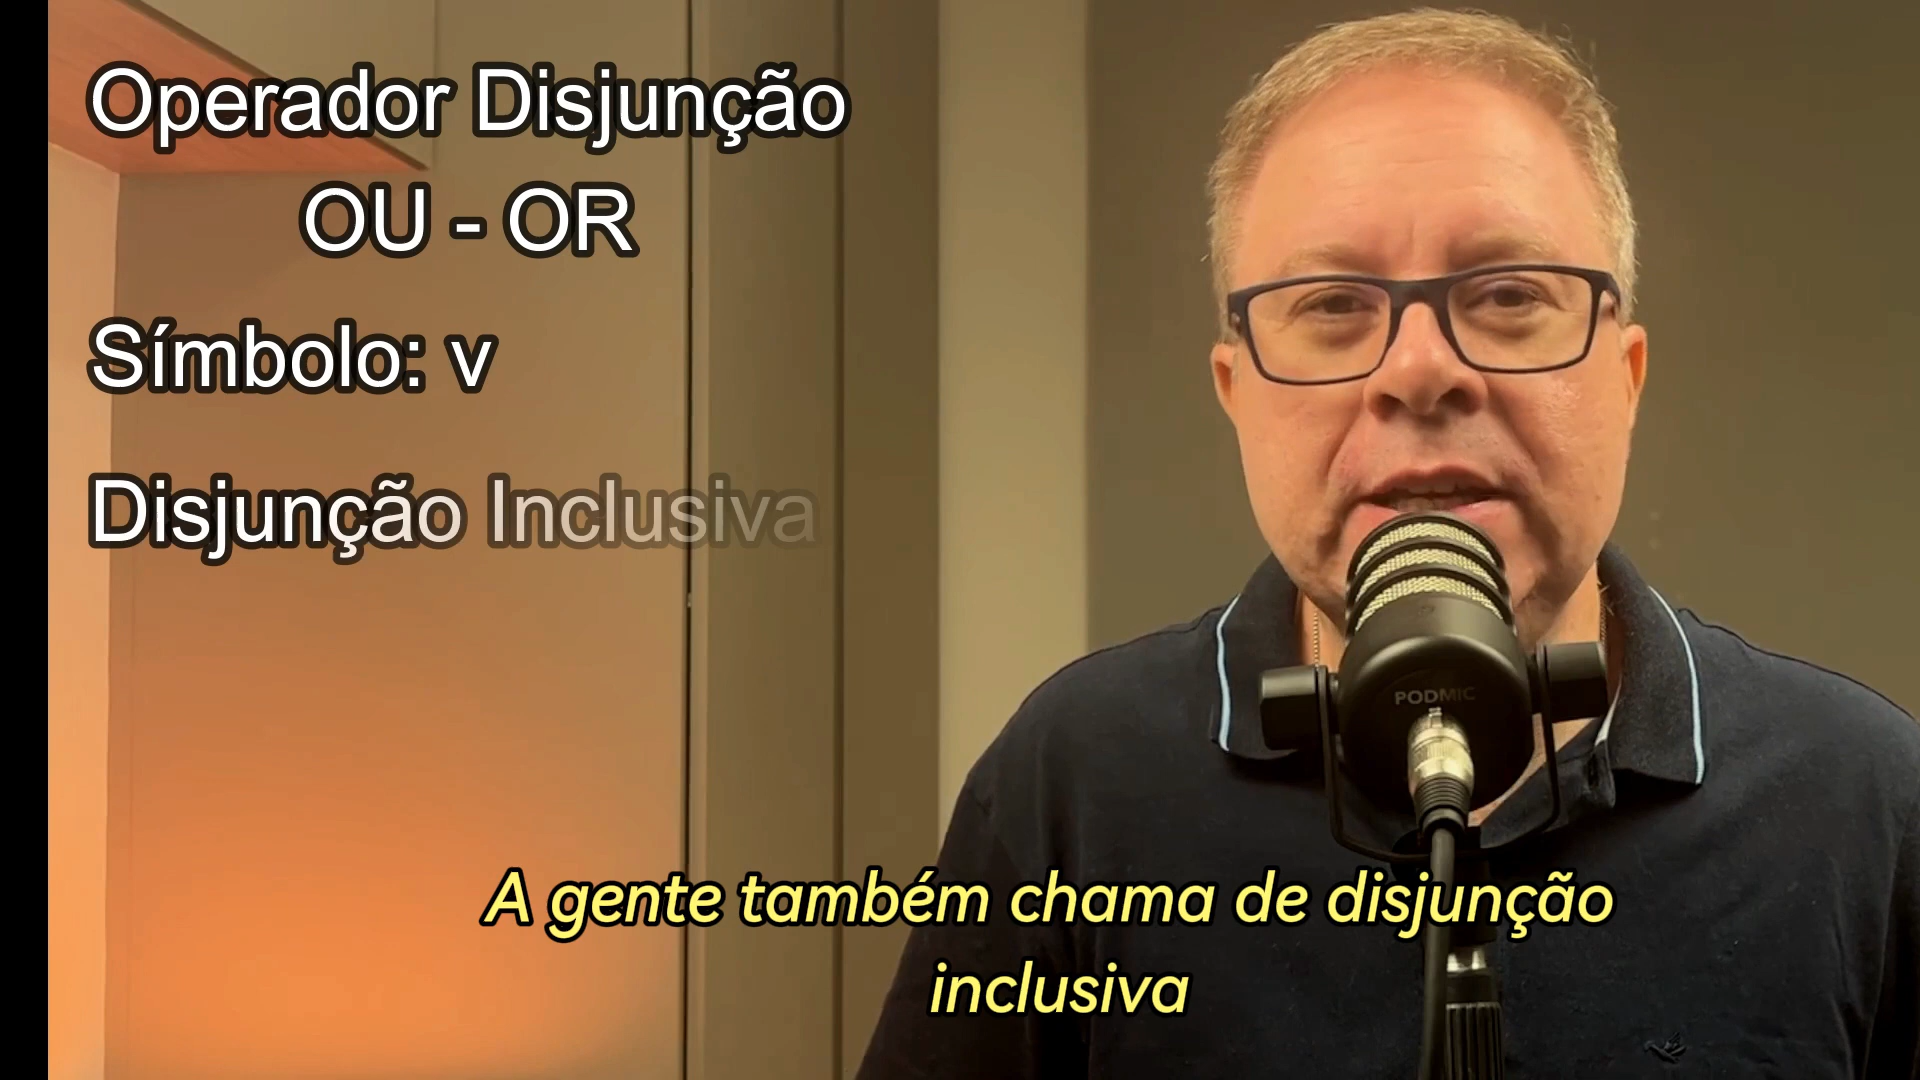 Operador Disjunção
OU - OR
Símbolo: v
Disjunção Inclusiva
PODMIC
A gente também chama de disjunção
inclusiva